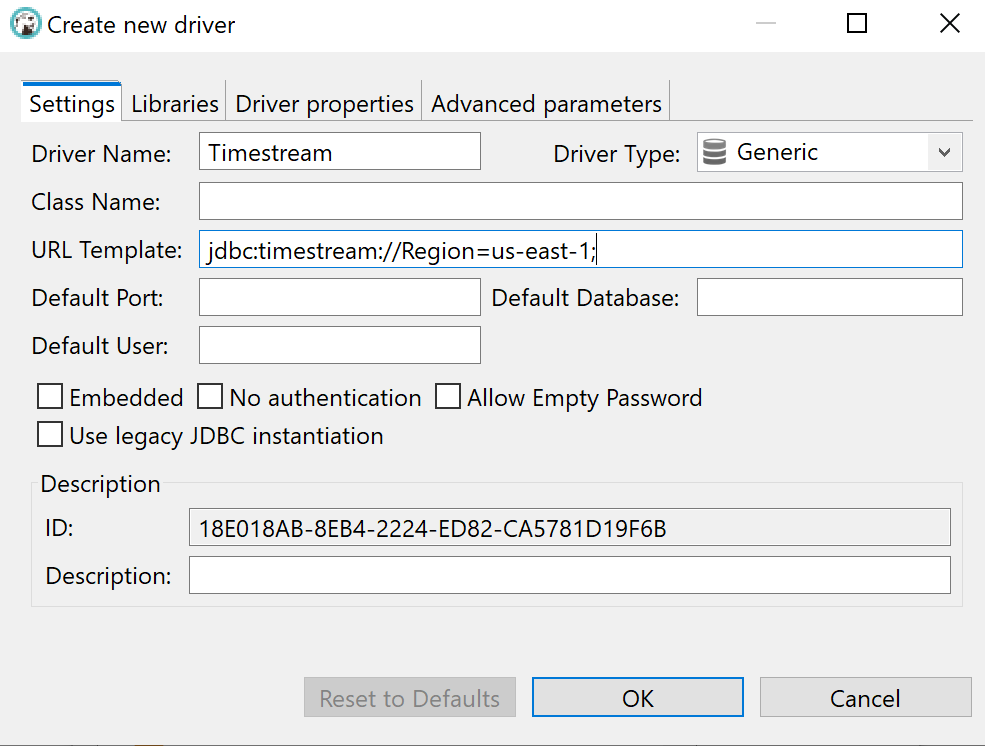 Create new driver
Settings Libraries Driver properties Advanced parameters
Driver Name: Timestream Driver Type: Generic
Class Name:
URL Template: jdbc:timestream://Region=us-east-1;
Default Port: Default Database:
Default User:
Embedded No authentication Allow Empty Password
Use legacy JDBC instantiation
Description
ID: 18E018AB-8EB4-2224-ED82-CA5781D19F6B
Description:
Reset to Defaults OK Cancel